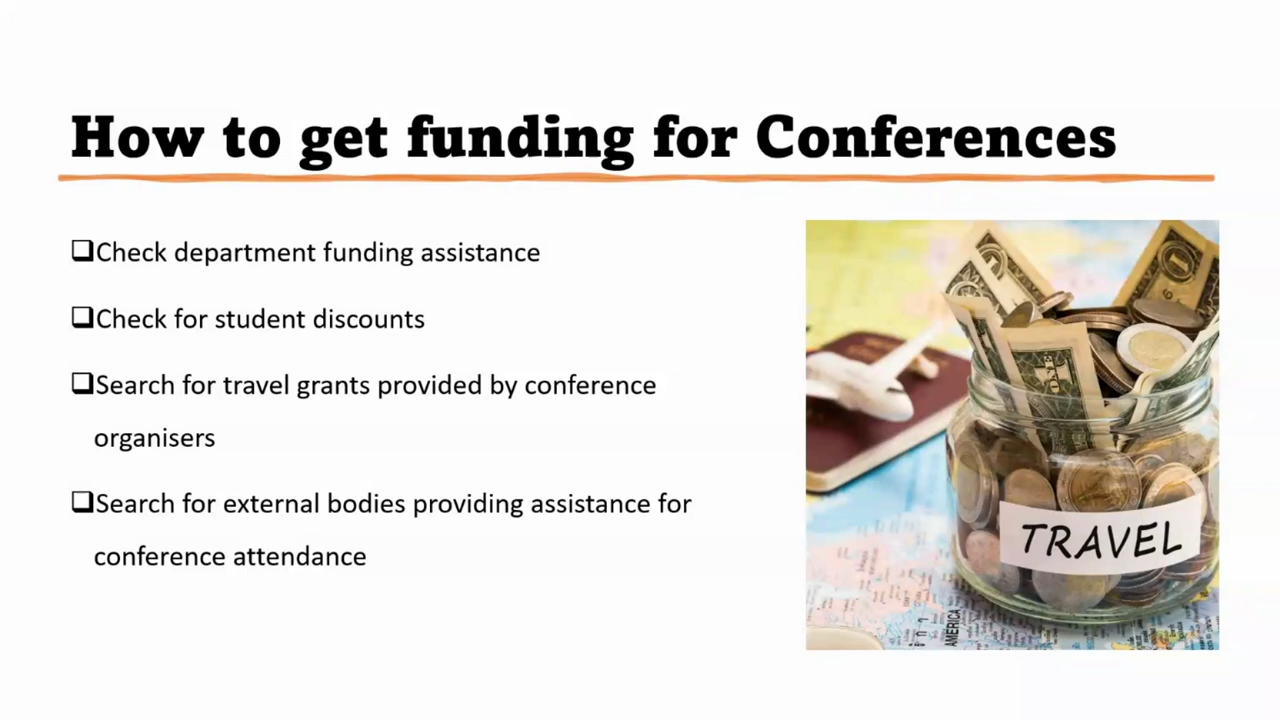 How to get funding for Conferences
❑Check department funding assistance
❑Check for student discounts
❑Search for travel grants provided by conference
organisers
❑Search for external bodies providing assistance for
conference attendance
TRAVEL
AMERICA